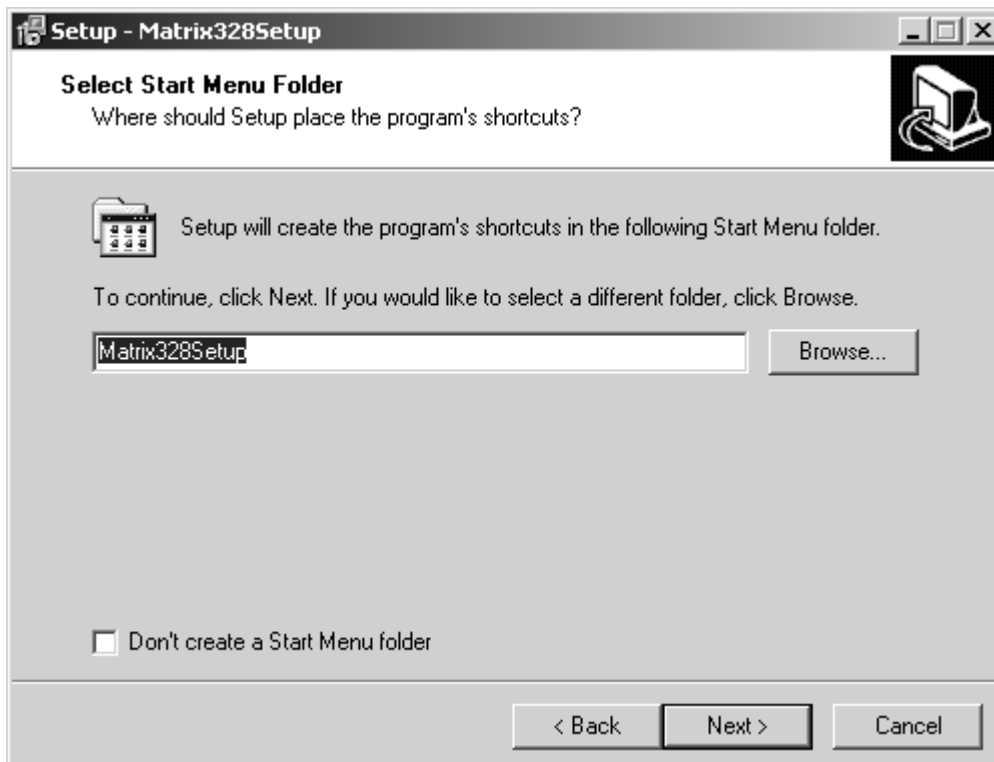 Setup - Matrix328Setup
Select Start Menu Folder
Where should Setup place the program's shortcuts?
Setup will create the program's shortcuts in the following Start Menu folder.
To continue, click Next. If you would like to select a different folder, click Browse.
Matrix328Setup
Browse...
Don't create a Start Menu folder
< Back
Next >
Cancel